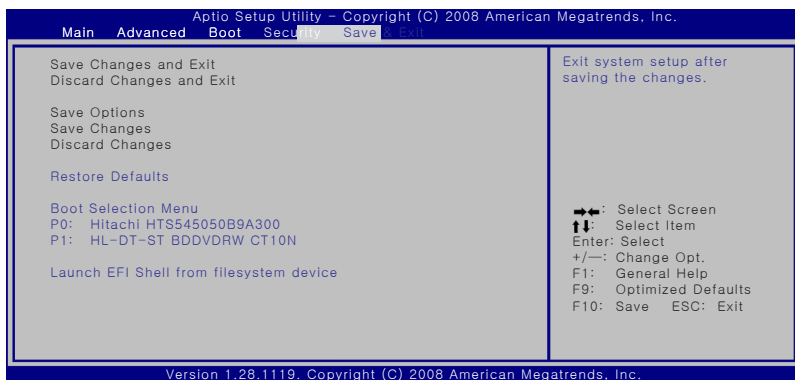 Aptio Setup Utility – Copyright (C) 2008 American Megatrends, Inc.
Main Advanced Boot Security Save & Exit
Save Changes and Exit
Discard Changes and Exit
Save Options
Save Changes
Discard Changes
Restore Defaults
Boot Selection Menu
P0: Hitachi HTS545050B9A300
P1: HL-DT-ST BDDVDRW CT10N
Launch EFI Shell from filesystem device
Exit system setup after
saving the changes.
→←: Select Screen
↑↓: Select Item
Enter: Select
+/—: Change Opt.
F1: General Help
F9: Optimized Defaults
F10: Save ESC: Exit
Version 1.28.1119. Copyright (C) 2008 American Megatrends, Inc.